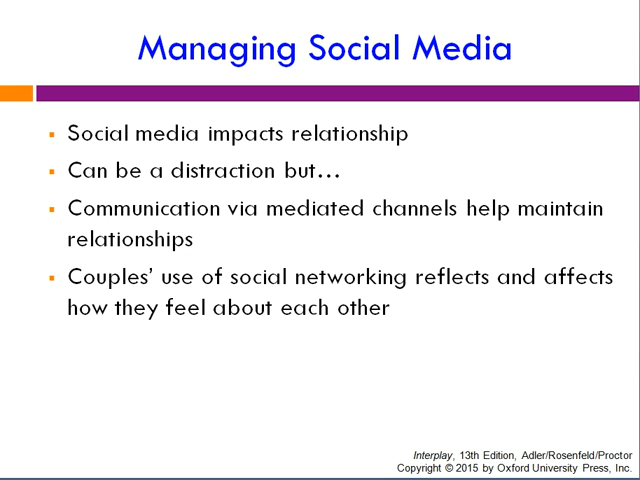 Managing Social Media
▪ Social media impacts relationship
▪ Can be a distraction but…
▪ Communication via mediated channels help maintain
relationships
▪ Couples’ use of social networking reflects and affects
how they feel about each other
Interplay, 13th Edition, Adler/Rosenfeld/Proctor
Copyright © 2015 by Oxford University Press, Inc.